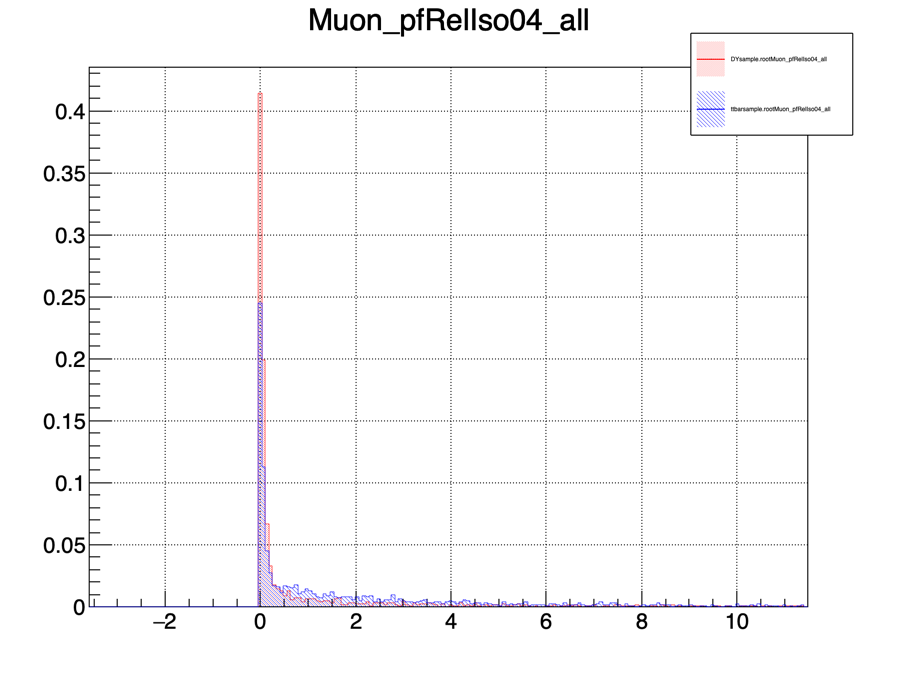 Muon_pfRelIso04_all
DYsample.rootMuon_pfRelIso04_all
ttbarsample.rootMuon_pfRelIso04_all
0.4
0.35
0.3
0.25
0.2
0.15
0.1
0.05
0
−2 0 2 4 6 8 10